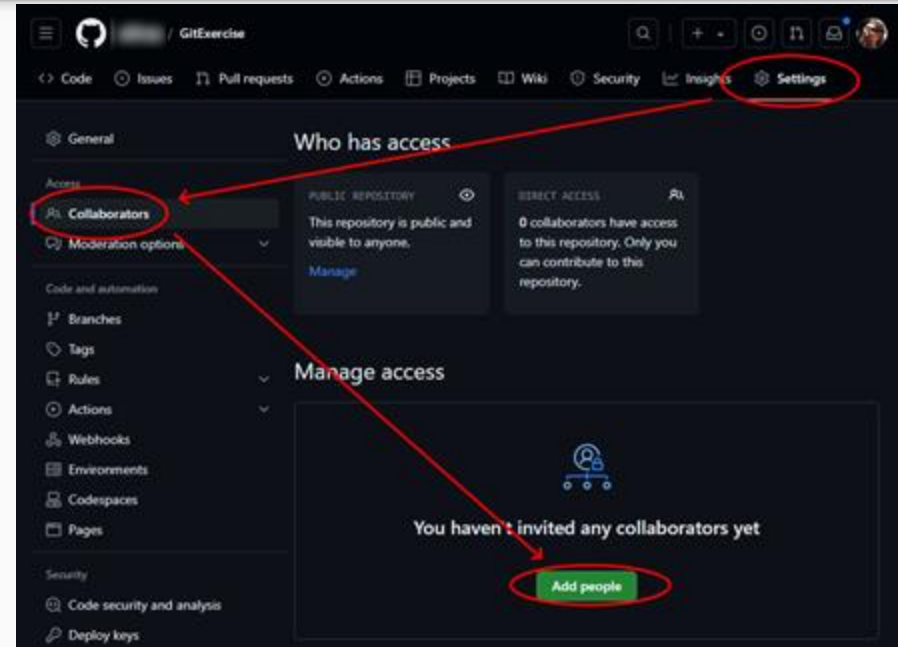 / GitExercise
Code Issues Pull requests Actions Projects Wiki Security Insights Settings
General
Access
Collaborators
Moderation options
Code and automation
Branches
Tags
Rules
Actions
Webhooks
Environments
Codespaces
Pages
Security
Code security and analysis
Deploy keys
Who has access
PUBLIC REPOSITORY
This repository is public and
visible to anyone.
Manage
DIRECT ACCESS
0 collaborators have access
to this repository. Only you
can contribute to this
repository.
Manage access
You haven't invited any collaborators yet
Add people